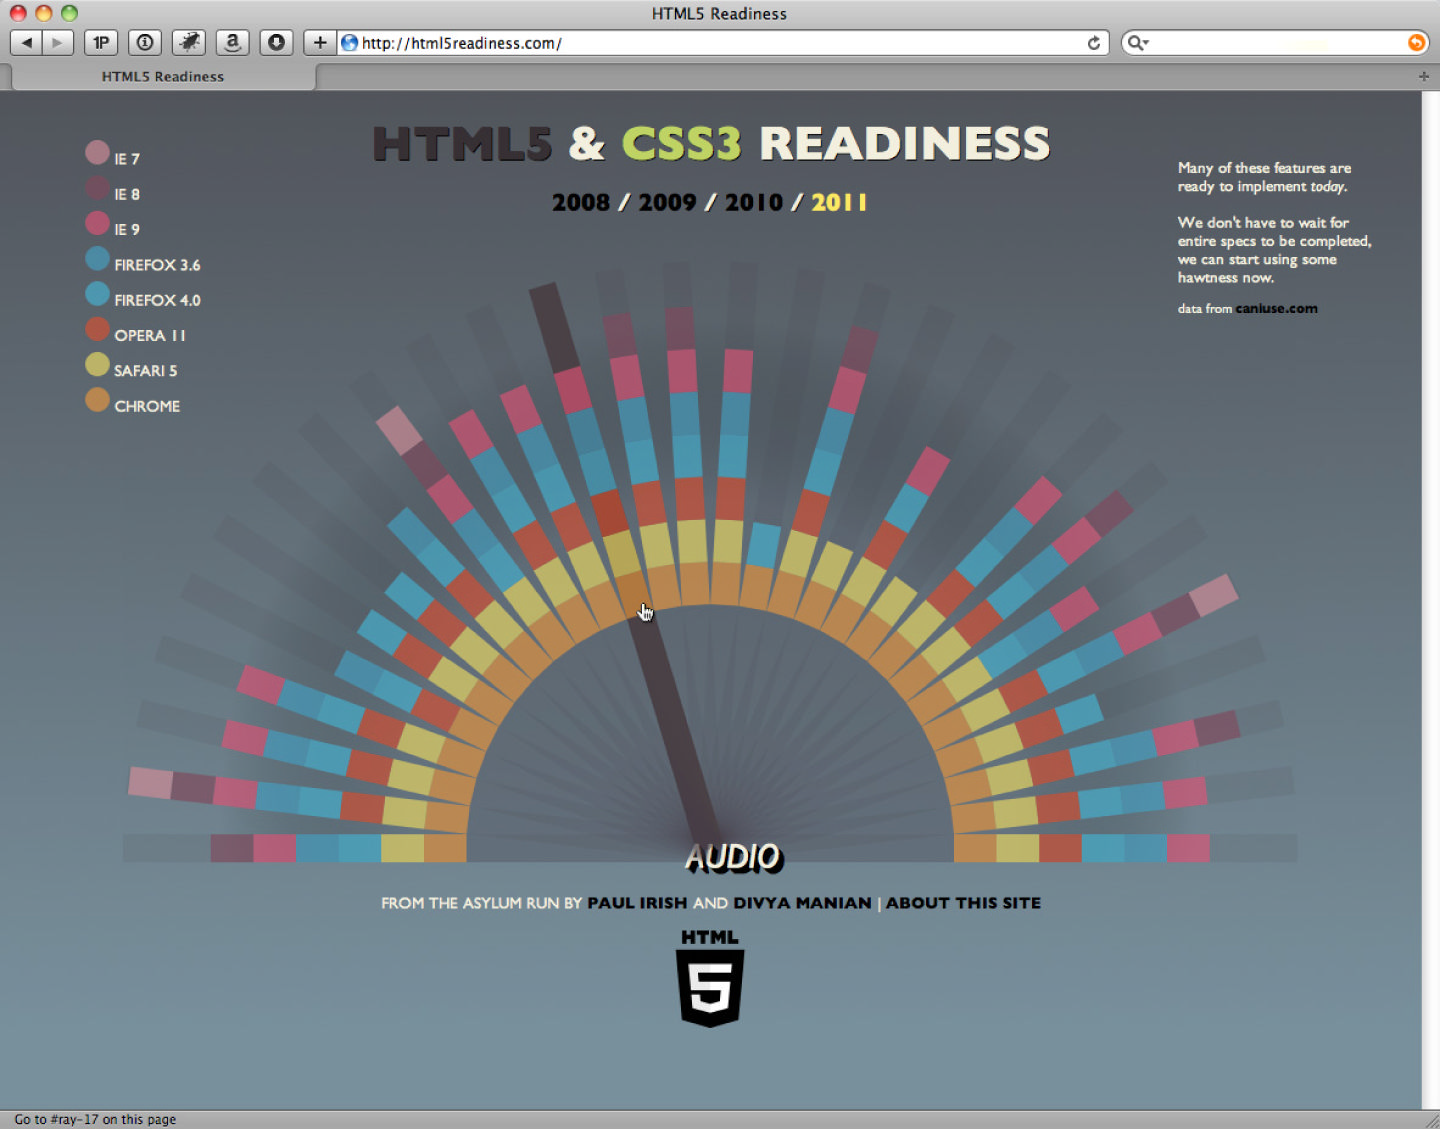 HTML5 Readiness
1P
http://html5readiness.com/
HTML5 Readiness
HTML5 & CSS3 READINESS
2008 / 2009 / 2010 / 2011
IE 7
IE 8
IE 9
FIREFOX 3.6
FIREFOX 4.0
OPERA 11
SAFARI 5
CHROME
Many of these features are
ready to implement today.
We don't have to wait for
entire specs to be completed,
we can start using some
hawtness now.
data from caniuse.com
AUDIO
FROM THE ASYLUM RUN BY PAUL IRISH AND DIVYA MANIAN | ABOUT THIS SITE
HTML
5
Go to #ray-17 on this page